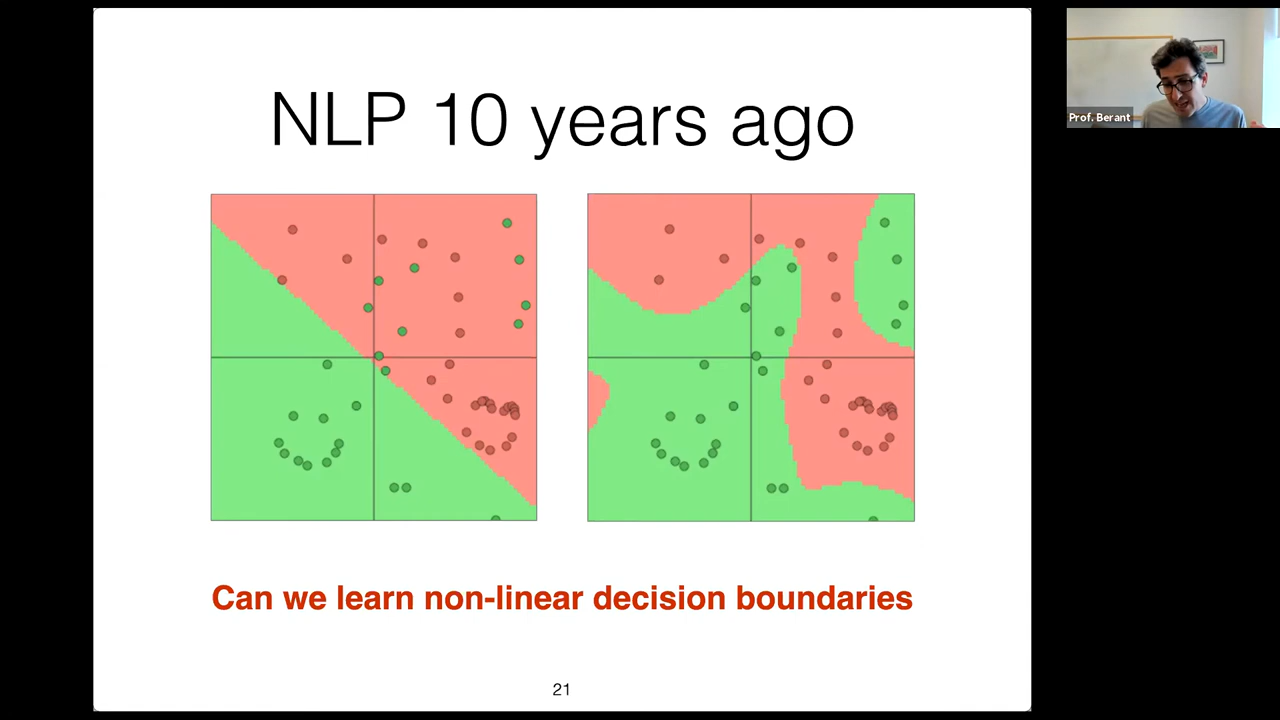 NLP 10 years ago
Prof. Berant
Can we learn non-linear decision boundaries
21